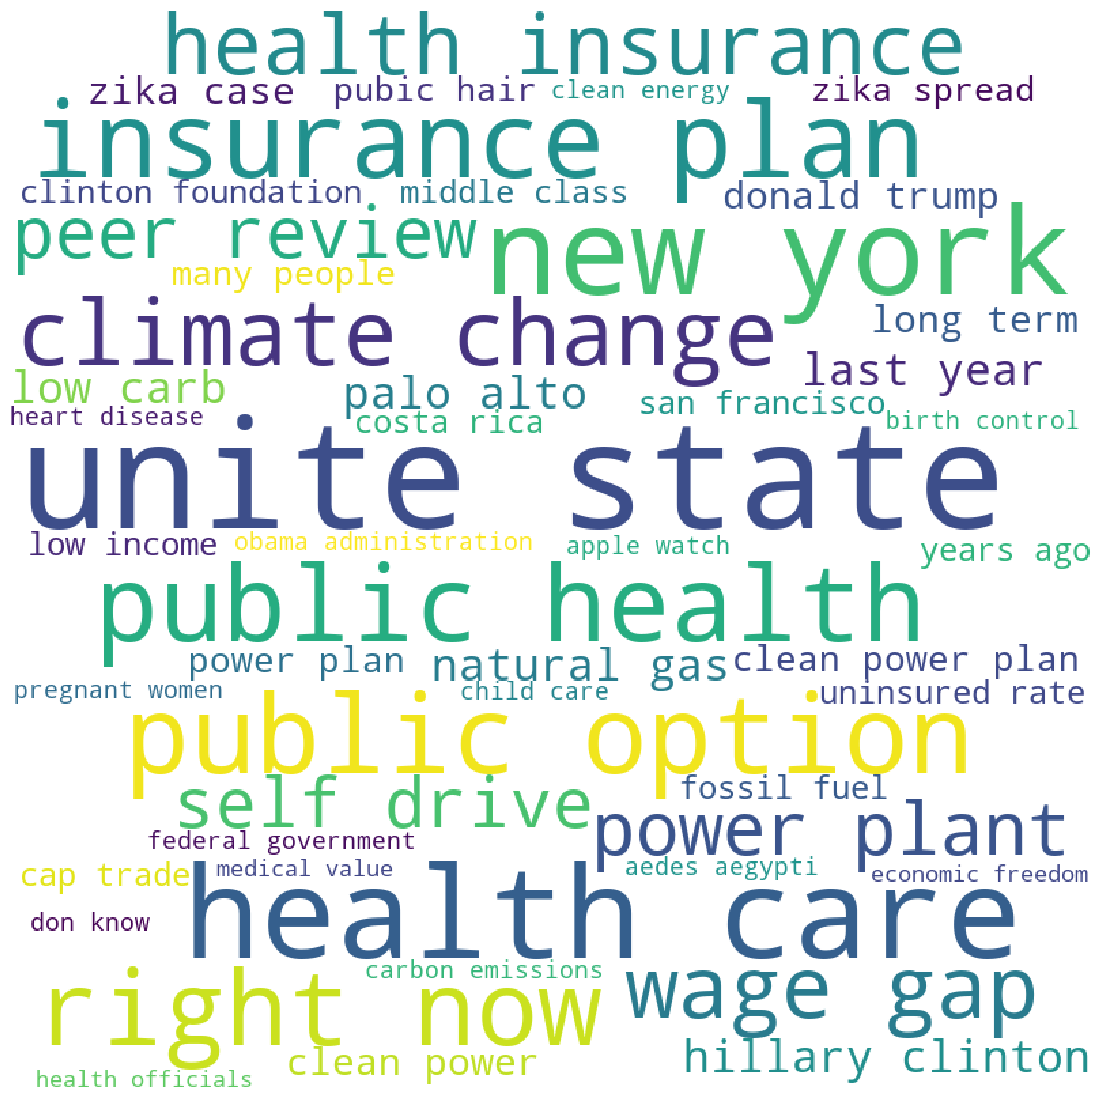 health insurance
zika case pubic hair clean energy zika spread
insurance plan
clinton foundation middle class donald trump
peer review new york
many people
climate change long term
last year
low carb palo alto san francisco
heart disease costa rica birth control
unite state
low income obama administration apple watch years ago
public health
power plan natural gas clean power plan
pregnant women child care uninsured rate
public option
self drive fossil fuel
power plant
federal government
cap trade medical value aedes aegypti economic freedom
health care
don know
carbon emissions
right now wage gap
clean power hillary clinton
health officials